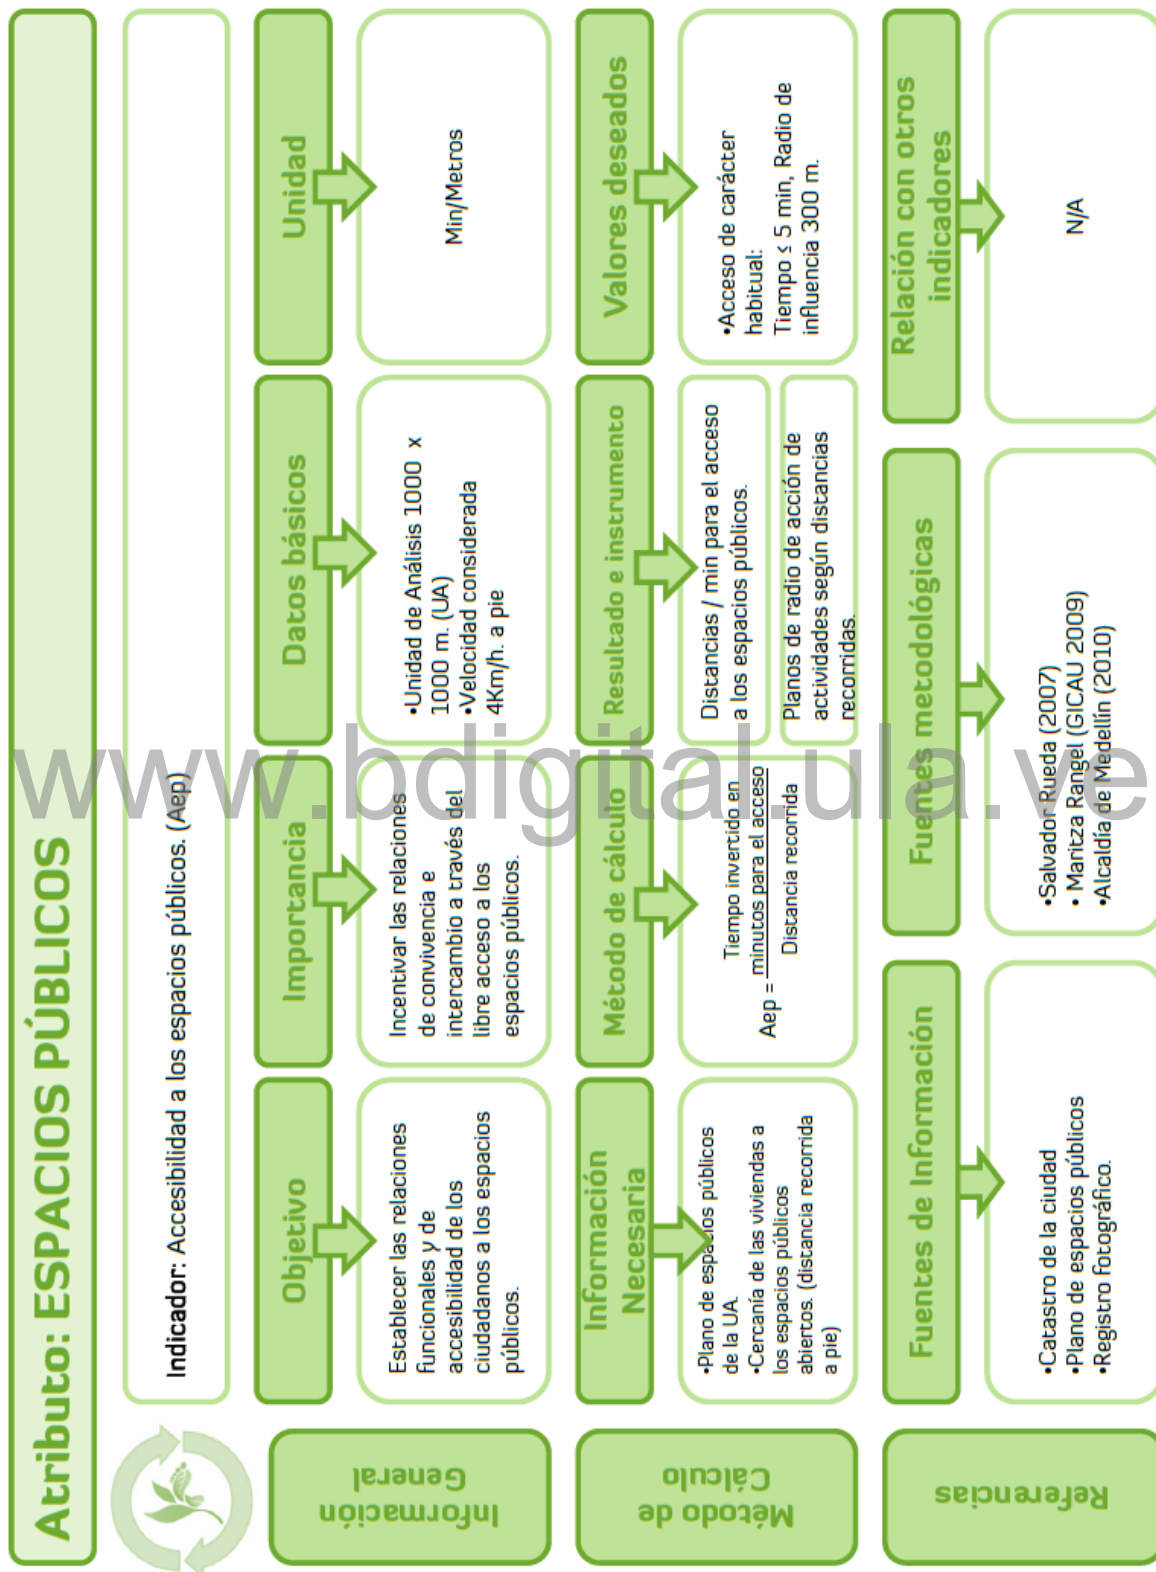 Atributo: ESPACIOS PÚBLICOS
Indicador: Accesibilidad a los espacios públicos. (Aep)
Información
General
Objetivo
Establecer las relaciones
funcionales y de
accesibilidad de los
ciudadanos a los espacios
públicos.
Importancia
Incentivar las relaciones
de convivencia e
intercambio a través del
libre acceso a los
espacios públicos.
Datos básicos
•Unidad de Análisis 1000 x
1000 m. (UA)
•Velocidad considerada
4Km/h. a pie
Unidad
Min/Metros
Método de
Cálculo
Información
Necesaria
•Plano de espacios públicos
de la UA.
•Cercanía de las viviendas a
los espacios públicos
abiertos. (distancia recorrida
a pie)
Método de cálculo
Tiempo invertido en
Aep = minutos para el acceso
Distancia recorrida
Resultado e instrumento
Distancias / min para el acceso
a los espacios públicos.
Planos de radio de acción de
actividades según distancias
recorridas.
Valores deseados
•Acceso de carácter
habitual:
Tiempo ≤ 5 min, Radio de
influencia 300 m.
Referencias
Fuentes de Información
•Catastro de la ciudad
•Plano de espacios públicos
•Registro fotográfico.
Fuentes metodológicas
•Salvador Rueda (2007)
• Maritza Rangel (GICAU 2009)
•Alcaldía de Medellín (2010)
Relación con otros
indicadores
N/A
www.bdigital.ula.ve